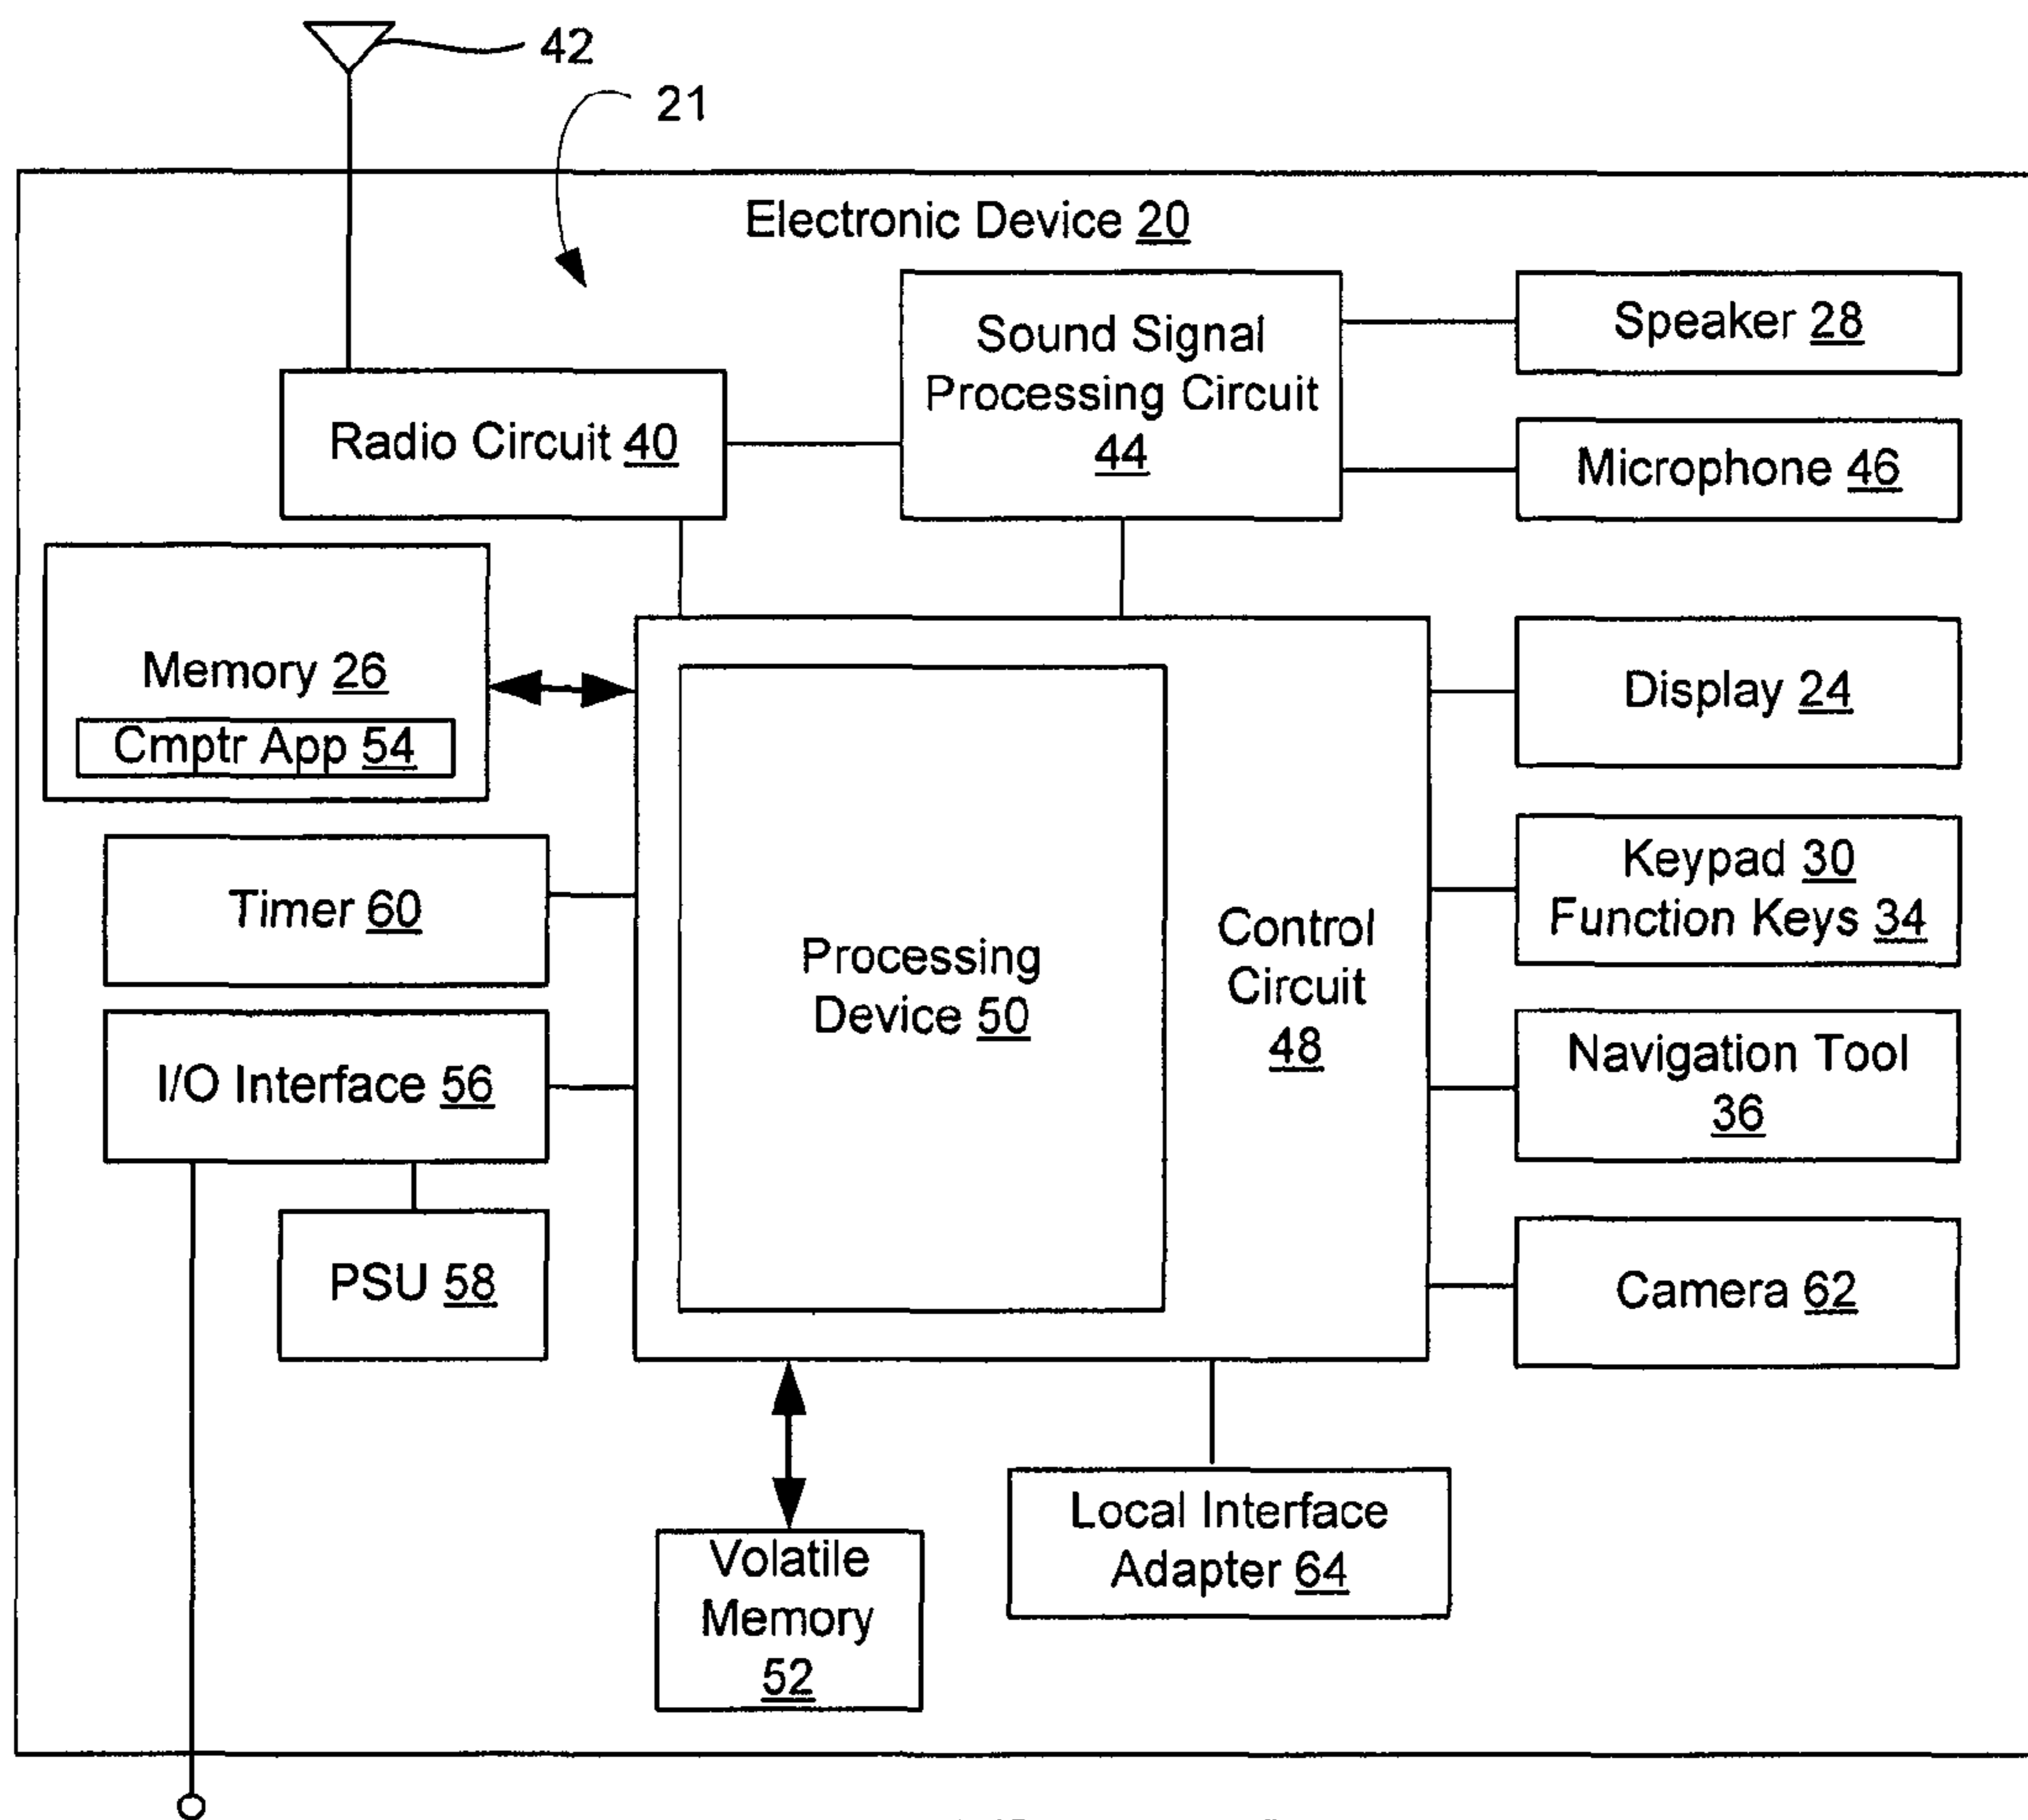 42
21
Electronic Device 20
Sound Signal
Processing Circuit
44
Speaker 28
Radio Circuit 40
Microphone 46
Memory 26
Cmptr App 54
Display 24
Timer 60
Keypad 30
Function Keys 34
Processing
Device 50
Control
Circuit
48
I/O Interface 56
Navigation Tool
36
PSU 58
Camera 62
Volatile
Memory
52
Local Interface
Adapter 64